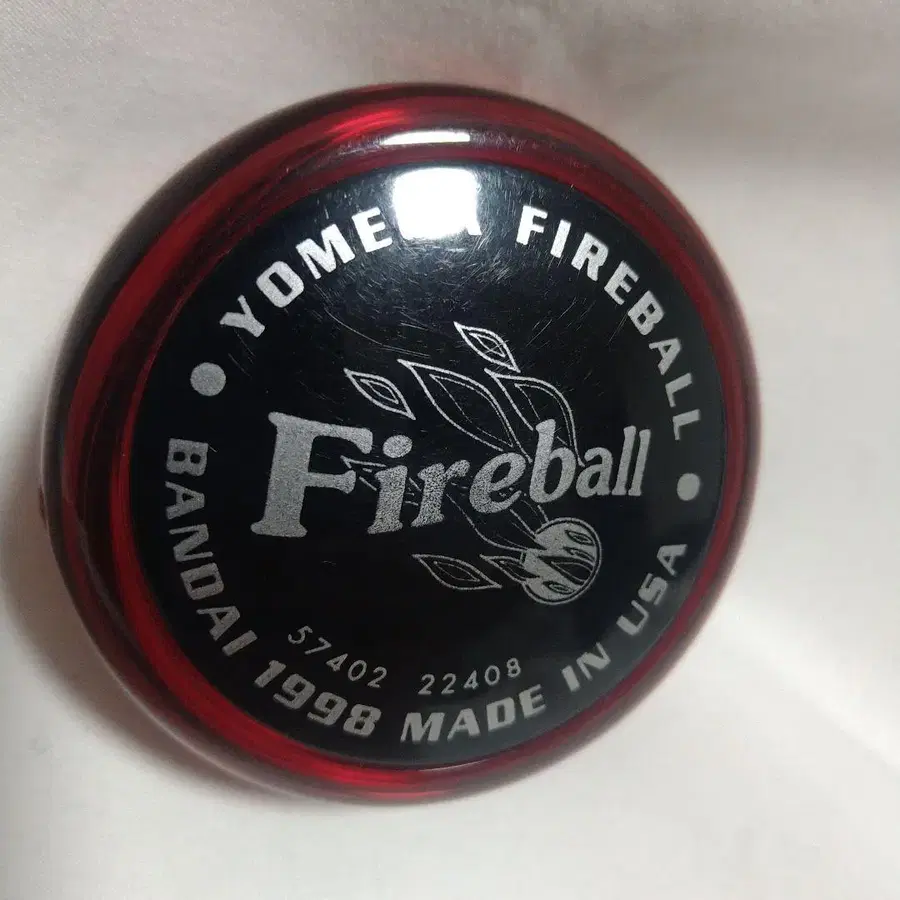 YOMEGA FIREBALL
Fireball
57402 22408
BANDAI 1998 MADE IN USA